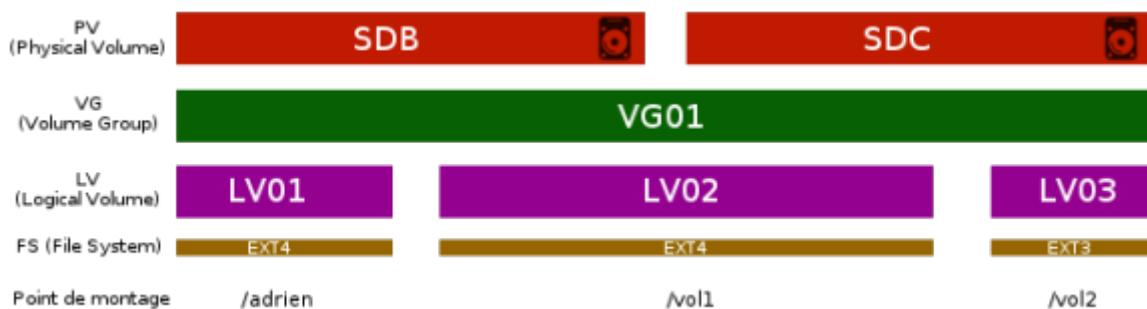 PV
(Physical Volume)
SDB
SDC
VG
(Volume Group)
VG01
LV
(Logical Volume)
LV01
LV02
LV03
FS (File System)
EXT4
EXT4
EXT3
Point de montage
/adrien
/vol1
/vol2